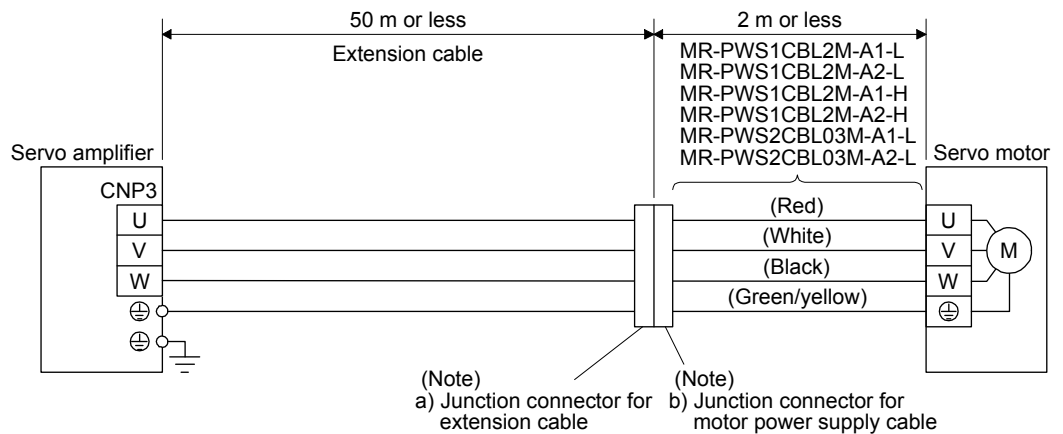 50 m or less
2 m or less
Extension cable
MR-PWS1CBL2M-A1-L
MR-PWS1CBL2M-A2-L
MR-PWS1CBL2M-A1-H
MR-PWS1CBL2M-A2-H
MR-PWS2CBL03M-A1-L
MR-PWS2CBL03M-A2-L
Servo amplifier
Servo motor
CNP3
U
V
W
(Red)
(White)
(Black)
(Green/yellow)
U
V
W
M
(Note)
a) Junction connector for
extension cable
(Note)
b) Junction connector for
motor power supply cable